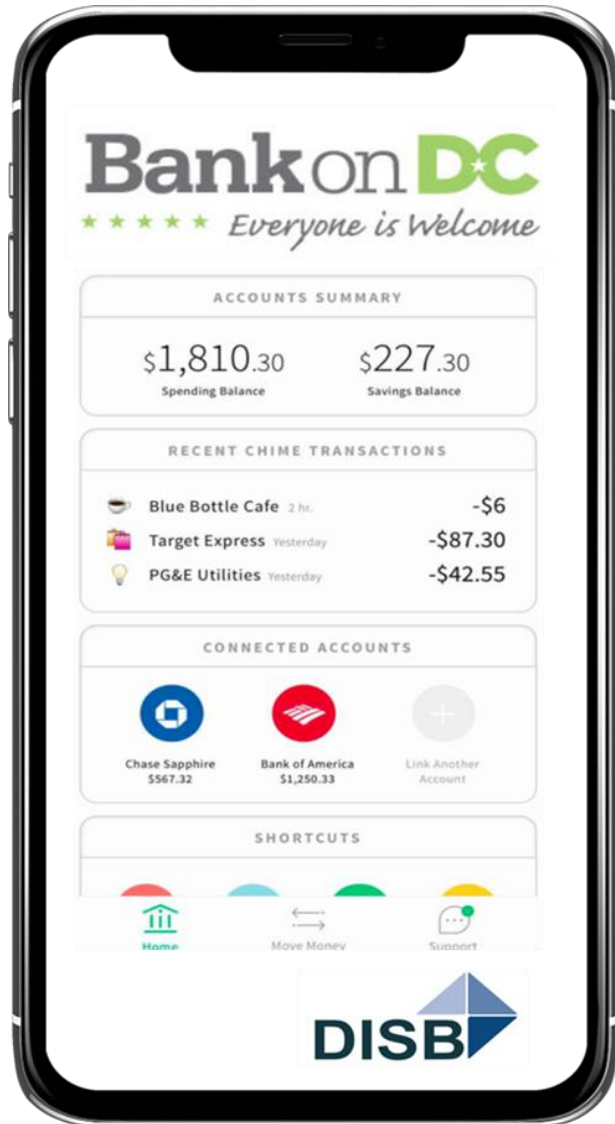 Bank on DC
Everyone is Welcome
ACCOUNTS SUMMARY
$1,810.30 $227.30
Spending Balance Savings Balance
RECENT CHIME TRANSACTIONS
Blue Bottle Cafe 2 hr. -$6
Target Express Yesterday -$87.30
PG&E Utilities Yesterday -$42.55
CONNECTED ACCOUNTS
Chase Sapphire Bank of America Link Another
$567.32 $1,250.33 Account
SHORTCUTS
Home Move Money Support
DISB